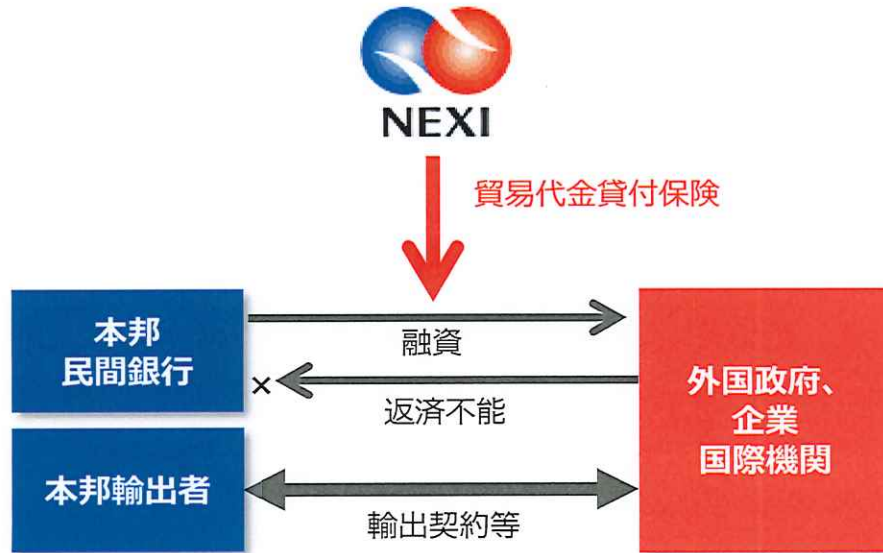 NEXI
貿易代金貸付保険
本邦
民間銀行
融資
×
返済不能
外国政府、
企業
国際機関
本邦輸出者
輸出契約等